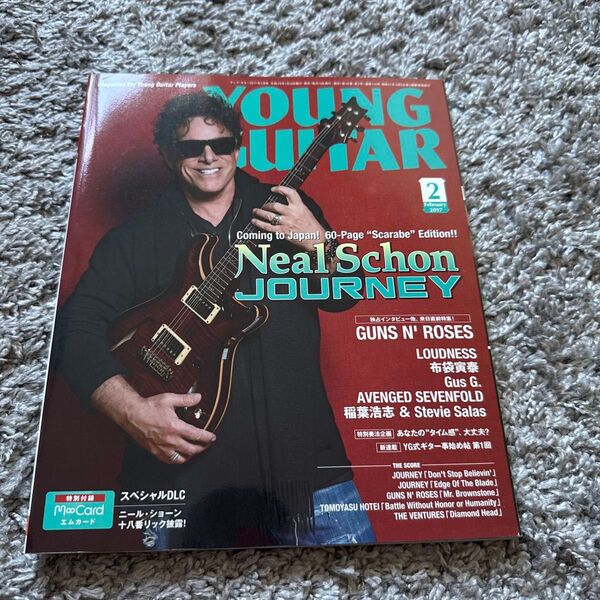 Magazine For Young Guitar Players
YOUNG
GUITAR
2
February
2017
Coming to Japan! 60-Page "Scarabe" Edition!!
Neal Schon
JOURNEY
独占インタビュー他、来日直前特集!
GUNS N' ROSES
LOUDNESS
布袋寅泰
Gus G.
AVENGED SEVENFOLD
稲葉浩志 & Stevie Salas
特別奏法企画 あなたの"タイム感"、大丈夫?
新連載 YG式ギター事始め帖 第1回
THE SCORE
JOURNEY「Don't Stop Believin'」
JOURNEY「Edge Of The Blade」
GUNS N' ROSES「Mr. Brownstone」
TOMOYASU HOTEI「Battle Without Honor or Humanity」
THE VENTURES「Diamond Head」
特別付録
M∞Card
エムカード
スペシャルDLC
ニール・ショーン
十八番リック披露!